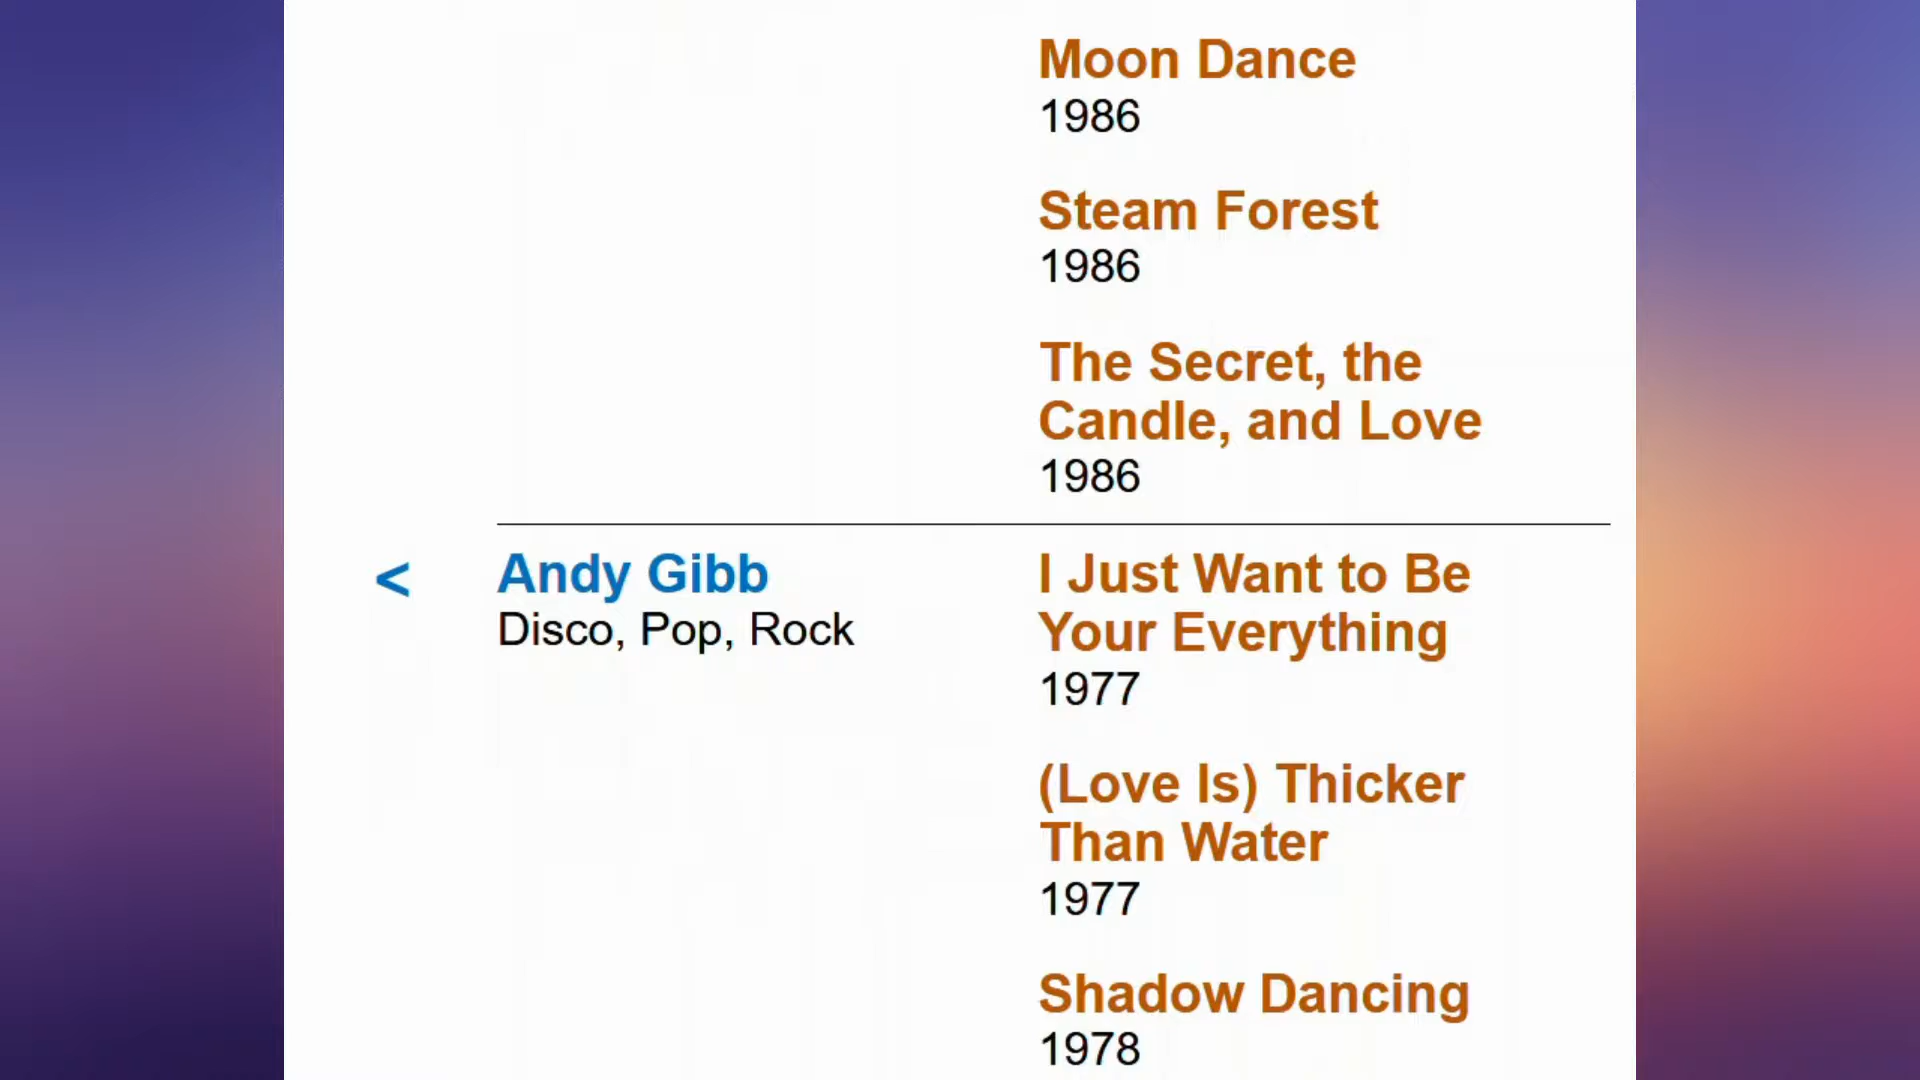 Moon Dance
1986
Steam Forest
1986
The Secret, the
Candle, and Love
1986
<
Andy Gibb
Disco, Pop, Rock
I Just Want to Be
Your Everything
1977
(Love Is) Thicker
Than Water
1977
Shadow Dancing
1978